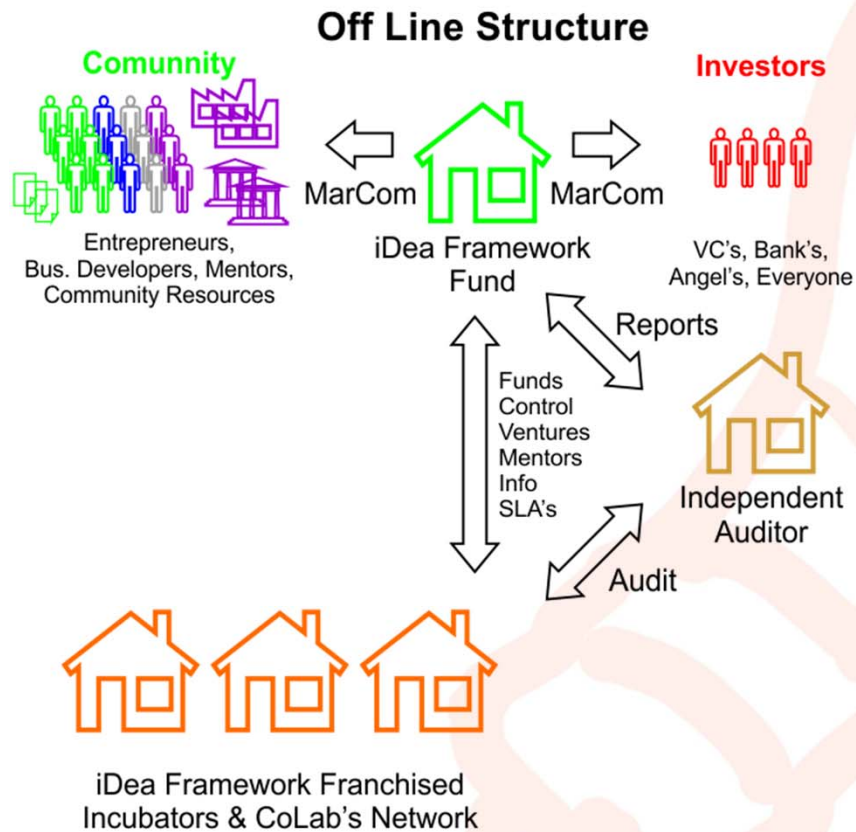 Off Line Structure
Comunnity
Investors
MarCom
MarCom
Entrepreneurs,
Bus. Developers, Mentors,
Community Resources
iDea Framework
Fund
VC's, Bank's,
Angel's, Everyone
Reports
Funds
Control
Ventures
Mentors
Info
SLA's
Independent
Auditor
Audit
iDea Framework Franchised
Incubators & CoLab's Network